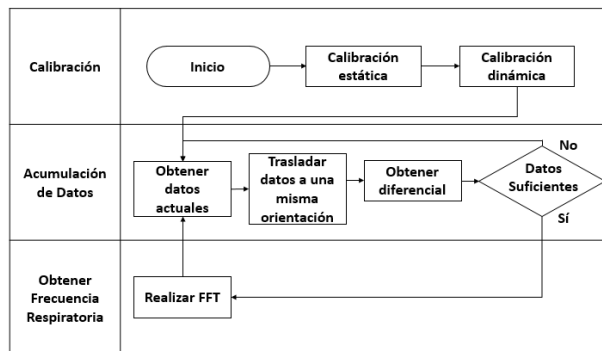 Calibración
Inicio
Calibración
estática
Calibración
dinámica
No
Acumulación
de Datos
Obtener
datos
actuales
Trasladar
datos a una
misma
orientación
Obtener
diferencial
Datos
Suficientes
Sí
Obtener
Frecuencia
Respiratoria
Realizar FFT